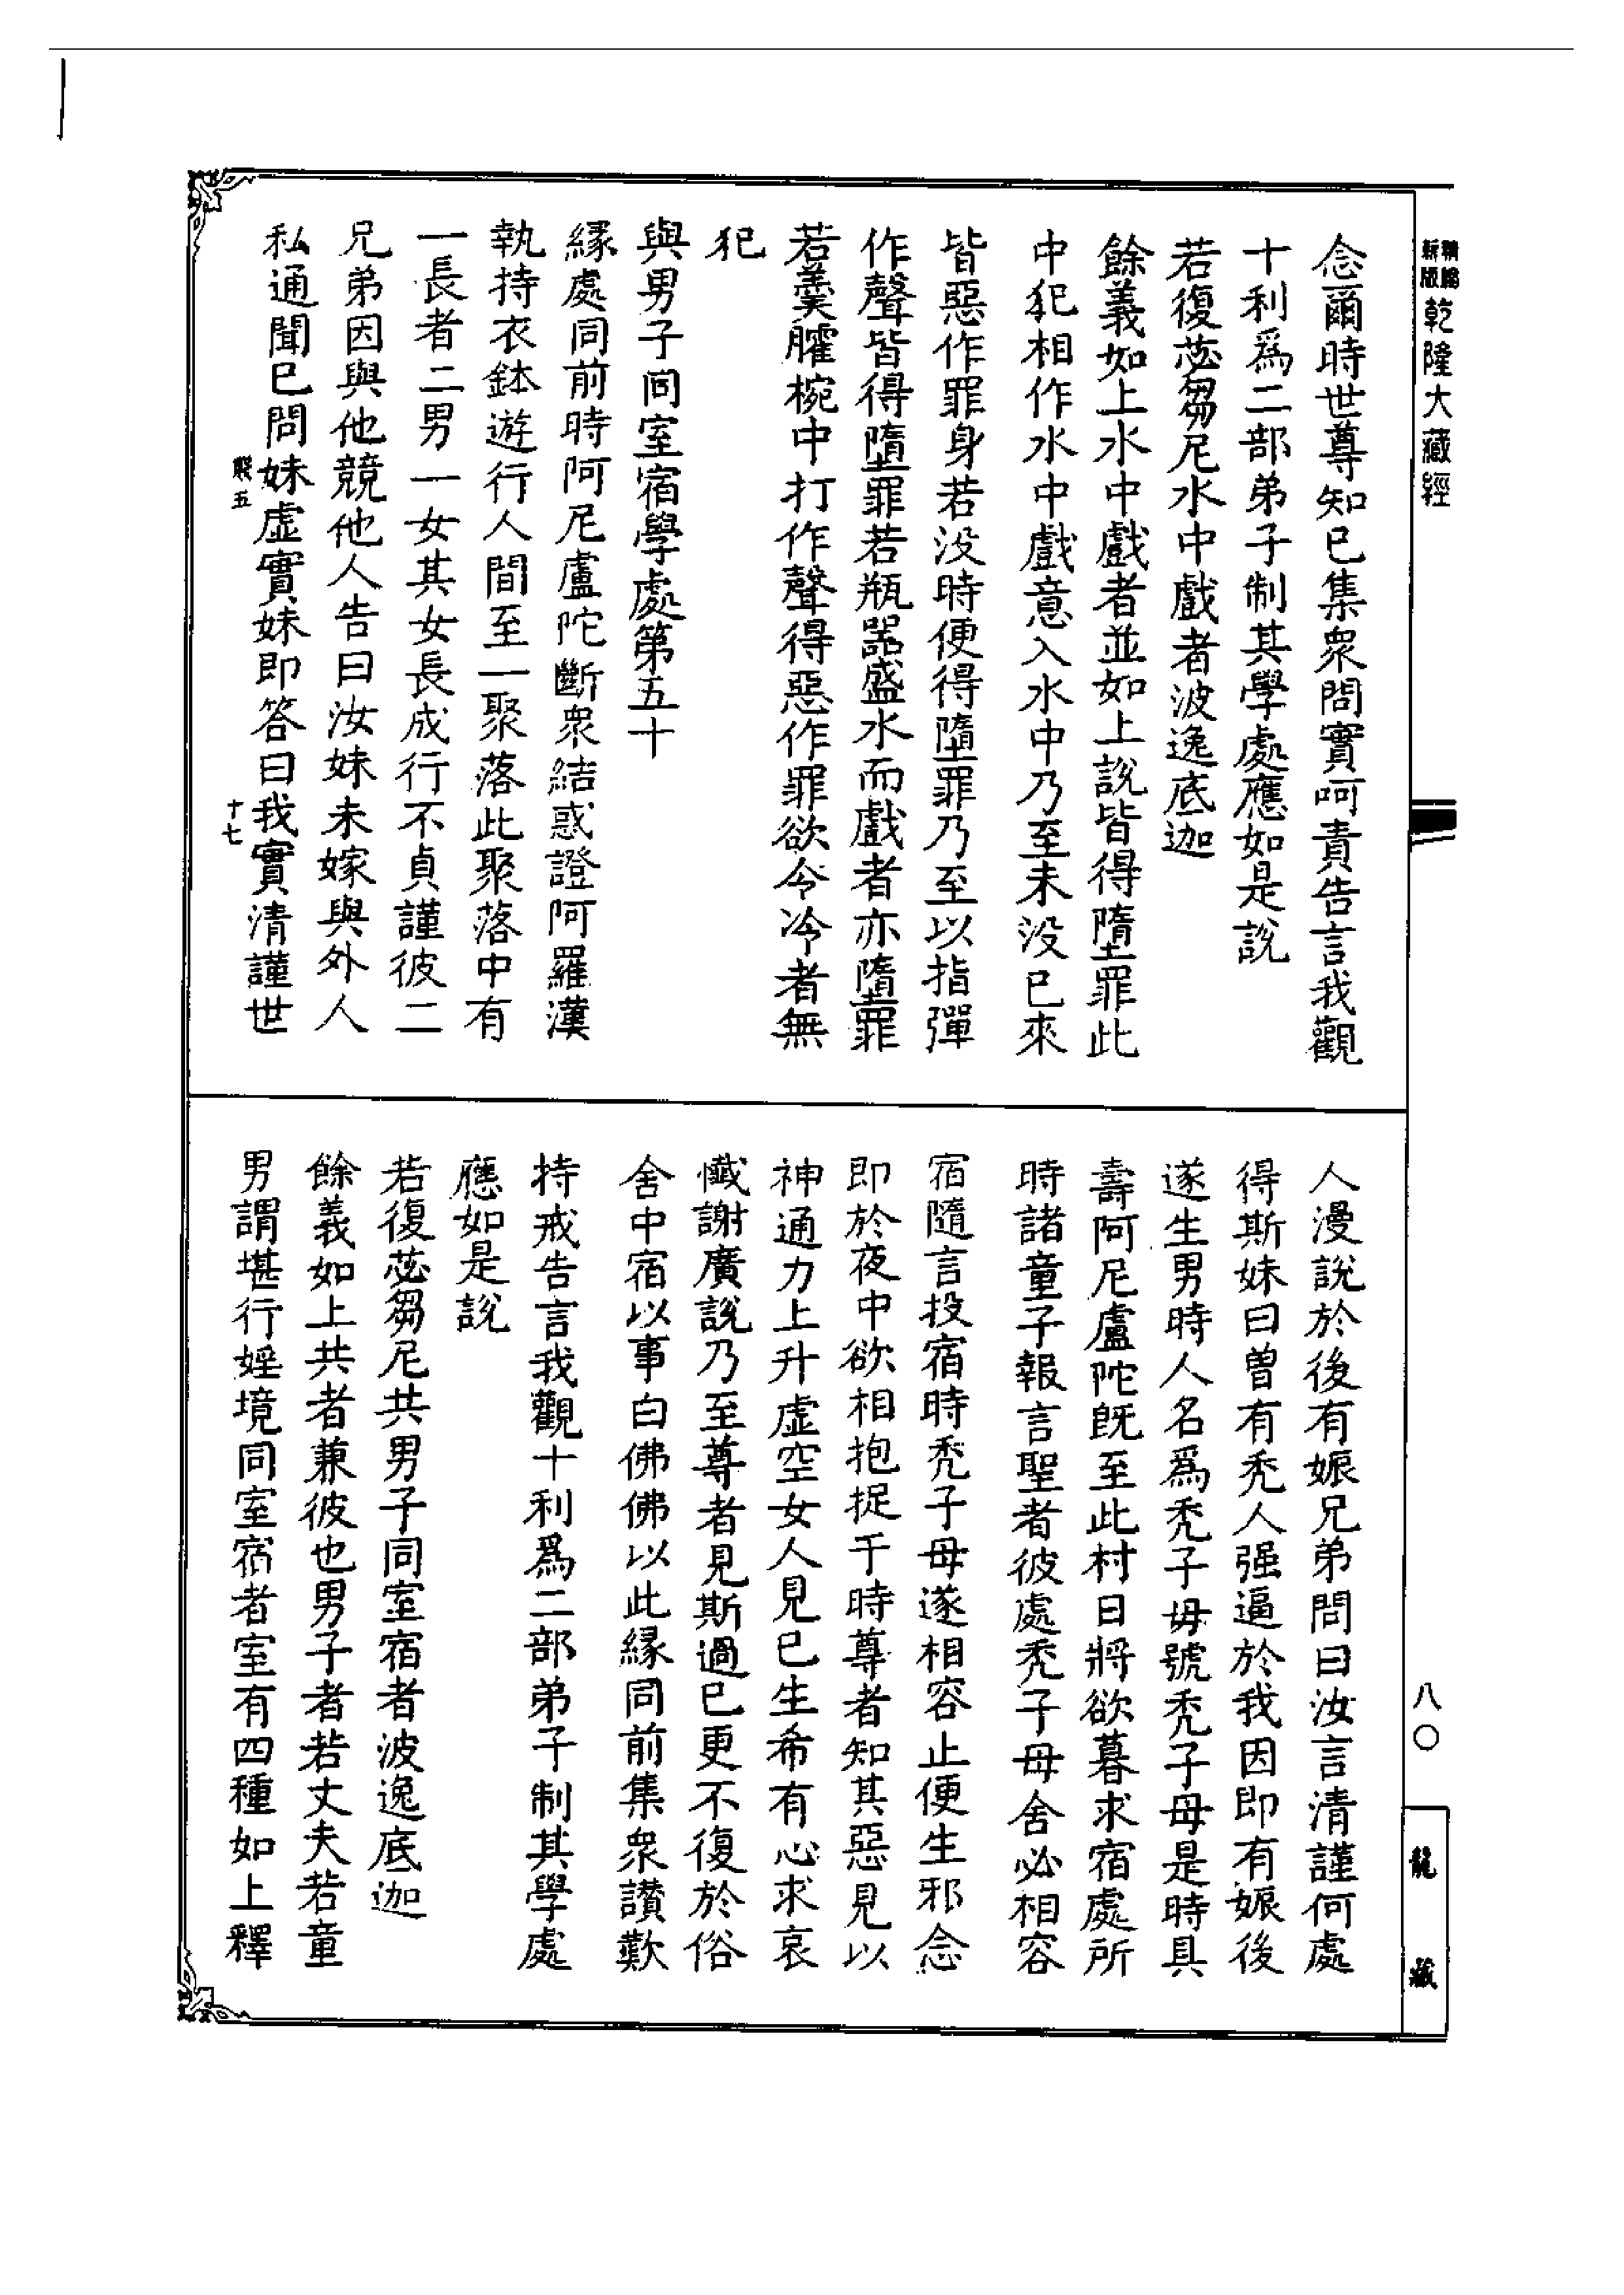 精縮新版乾隆大藏經
念爾時世尊知已集衆問實呵責告言我觀
十利爲二部弟子制其學處應如是說
若復苾芻尼水中戲者波逸底迦
餘義如上水中戲者並如上說皆得墮罪此
中犯相作水中戲意入水中乃至未没已來
皆惡作罪身若没時便得墮罪乃至以指彈
作聲皆得墮罪若瓶器盛水而戲者亦墮罪
若羹臛椀中打作聲得惡作罪欲令冷者無
犯
與男子同室宿學處第五十
緣處同前時阿尼盧陀斷衆結惑證阿羅漢
執持衣鉢遊行人間至一聚落此聚落中有
一長者二男一女其女長成行不貞謹彼二
兄弟因與他競他人告曰汝妹未嫁與外人
私通聞已問妹虛實妹即答曰我實清謹世
熊五
十七
人漫說於後有娠兄弟問曰汝言清謹何處
得斯妹曰曾有禿人强逼於我因即有娠後
遂生男時人名爲禿子母號禿子母是時具
壽阿尼盧陀旣至此村日將欲暮求宿處所
時諸童子報言聖者彼處禿子母舍必相容
宿隨言投宿時禿子母遂相容止便生邪念
即於夜中欲相抱捉于時尊者知其惡見以
神通力上升虛空女人見已生希有心求哀
懺謝廣說乃至尊者見斯過已更不復於俗
舍中宿以事白佛佛以此緣同前集衆讚歎
持戒告言我觀十利爲二部弟子制其學處
應如是說
若復苾芻尼共男子同室宿者波逸底迦
餘義如上共者兼彼也男子者若丈夫若童
男謂堪行婬境同室宿者室有四種如上釋
八〇
龍藏